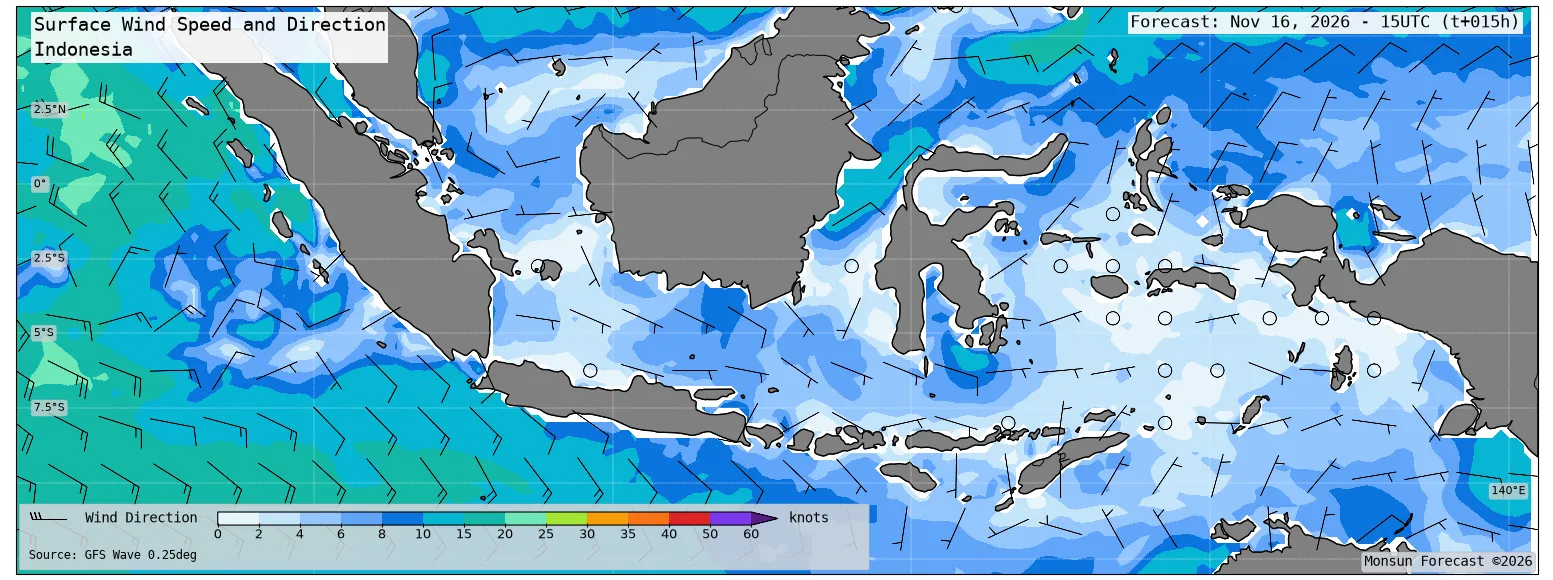 Surface Wind Speed and Direction
Indonesia
Forecast: Nov 16, 2026 - 15UTC (t+015h)
2.5°N
0°
2.5°S
5°S
7.5°S
140°E
Wind Direction
knots
0 2 4 6 8 10 15 20 25 30 35 40 50 60
Source: GFS Wave 0.25deg
Monsun Forecast ©2026